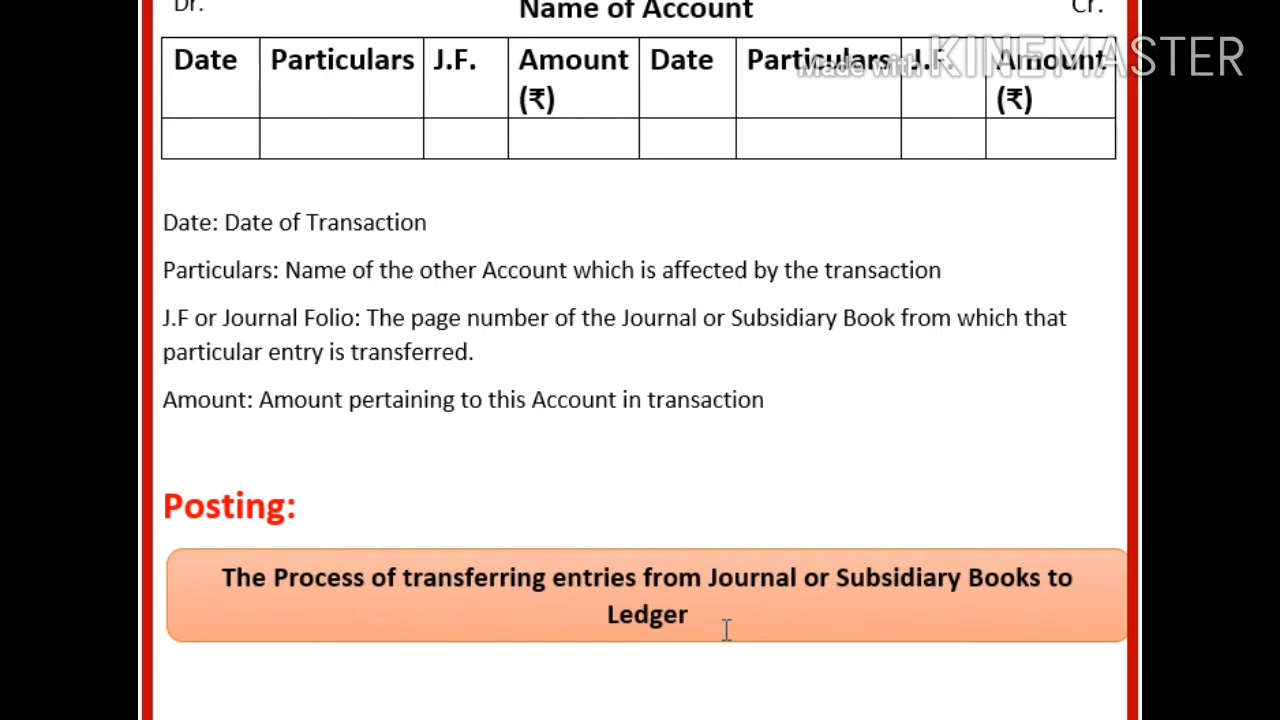 Dr. Name of Account Cr.
Date Particulars J.F. Amount (₹) Date Particulars J.F. Amount (₹)
Made with KINEMASTER
Date: Date of Transaction
Particulars: Name of the other Account which is affected by the transaction
J.F or Journal Folio: The page number of the Journal or Subsidiary Book from which that
particular entry is transferred.
Amount: Amount pertaining to this Account in transaction
Posting:
The Process of transferring entries from Journal or Subsidiary Books to
Ledger